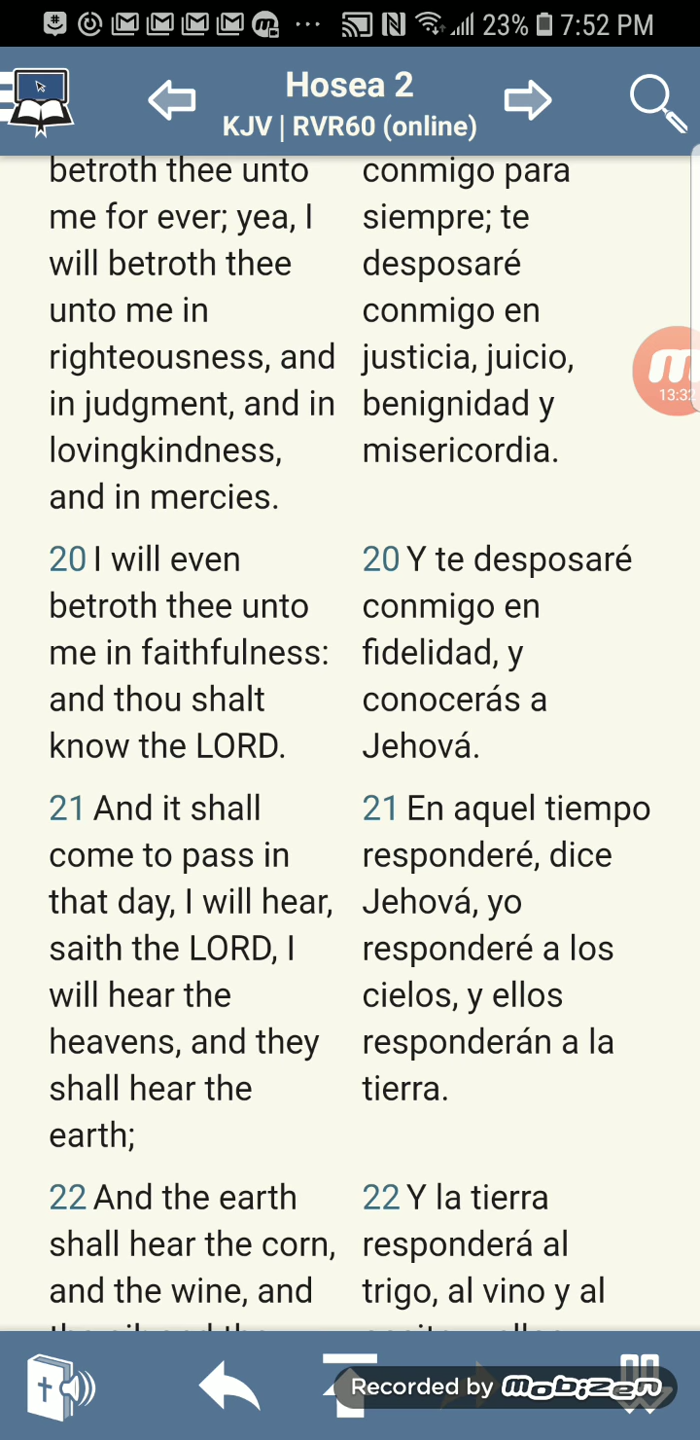 23% 7:52 PM
Hosea 2
KJV | RVR60 (online)
betroth thee unto
me for ever; yea, I
will betroth thee
unto me in
righteousness, and
in judgment, and in
lovingkindness,
and in mercies.
20 I will even
betroth thee unto
me in faithfulness:
and thou shalt
know the LORD.
21 And it shall
come to pass in
that day, I will hear,
saith the LORD, I
will hear the
heavens, and they
shall hear the
earth;
22 And the earth
shall hear the corn,
and the wine, and
conmigo para
siempre; te
desposaré
conmigo en
justicia, juicio,
benignidad y
misericordia.
20 Y te desposaré
conmigo en
fidelidad, y
conocerás a
Jehová.
21 En aquel tiempo
responderé, dice
Jehová, yo
responderé a los
cielos, y ellos
responderán a la
tierra.
22 Y la tierra
responderá al
trigo, al vino y al
m
13:32
Recorded by mobizen